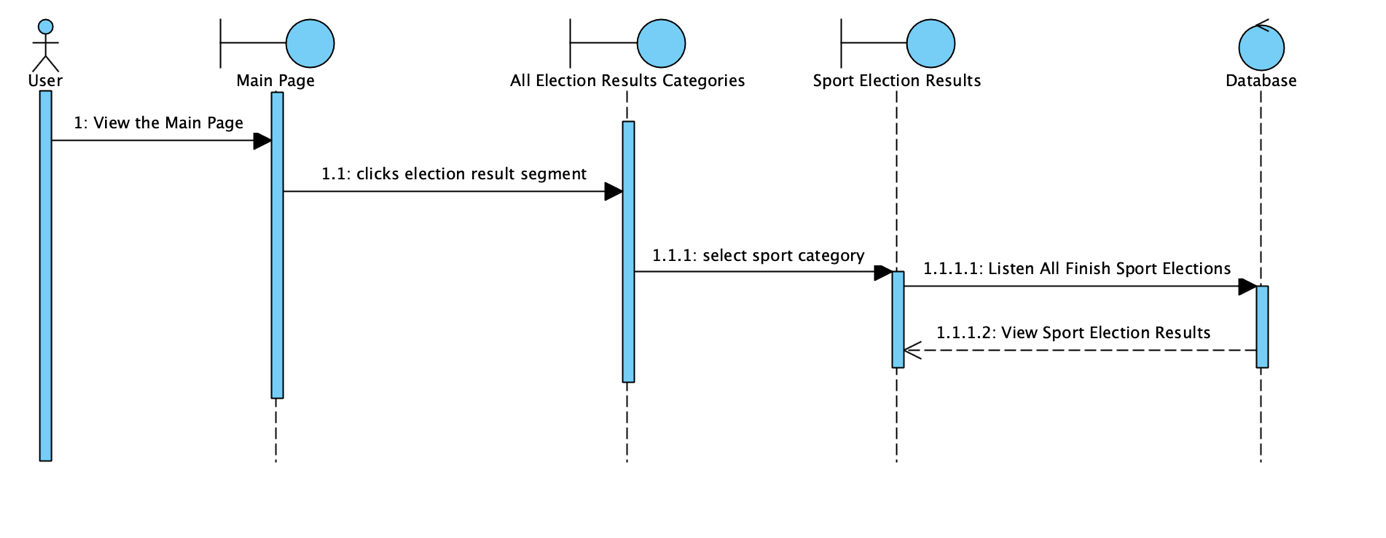 User
Main Page
All Election Results Categories
Sport Election Results
Database
1: View the Main Page
1.1: clicks election result segment
1.1.1: select sport category
1.1.1.1: Listen All Finish Sport Elections
1.1.1.2: View Sport Election Results